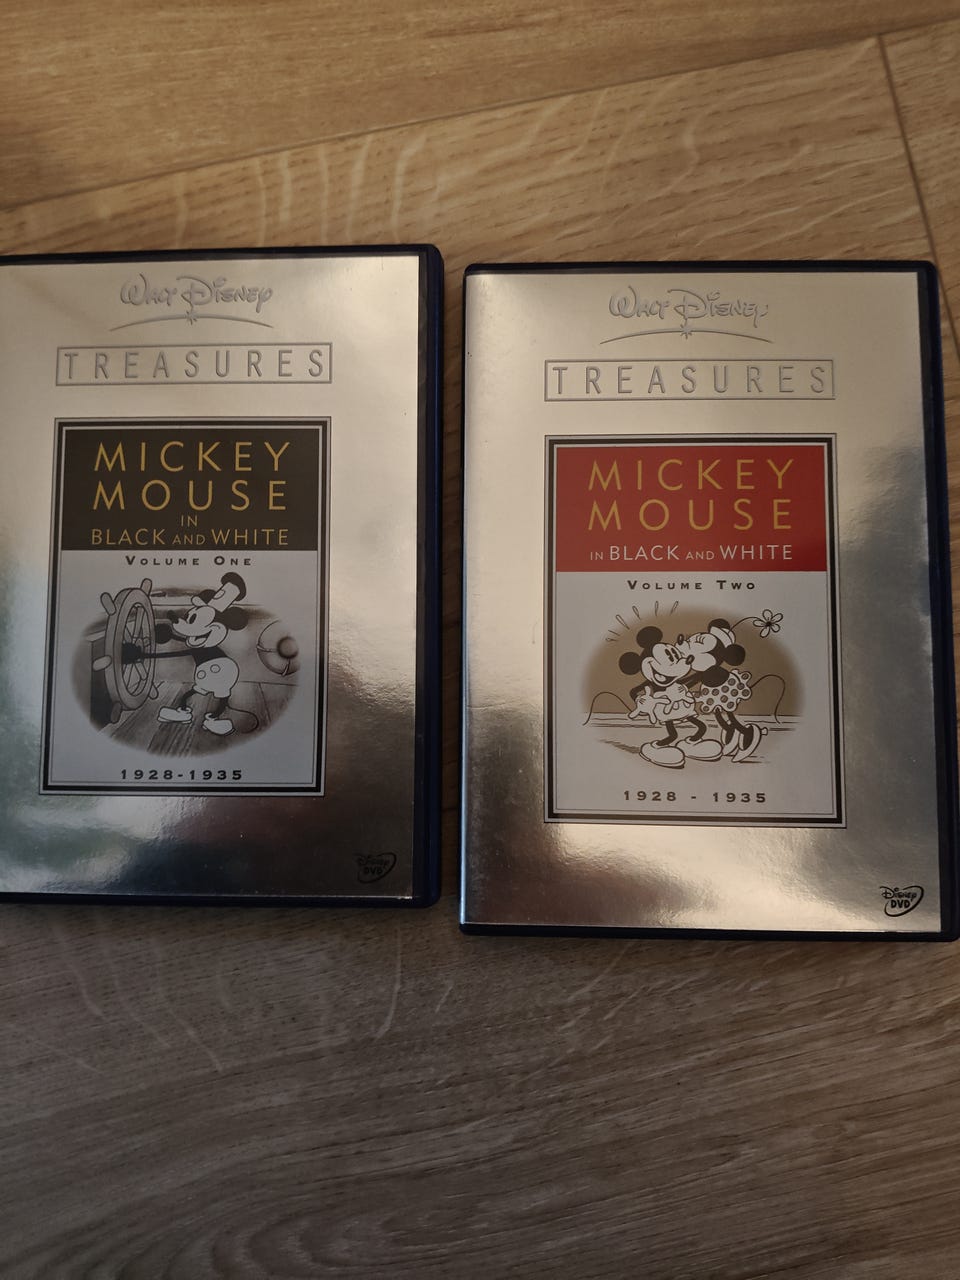 WALT DISNEY
TREASURES
MICKEY
MOUSE
IN
BLACK AND WHITE
VOLUME ONE
1928-1935
DISNEY
DVD
WALT DISNEY
TREASURES
MICKEY
MOUSE
IN BLACK AND WHITE
VOLUME TWO
1928 - 1935
DISNEY
DVD